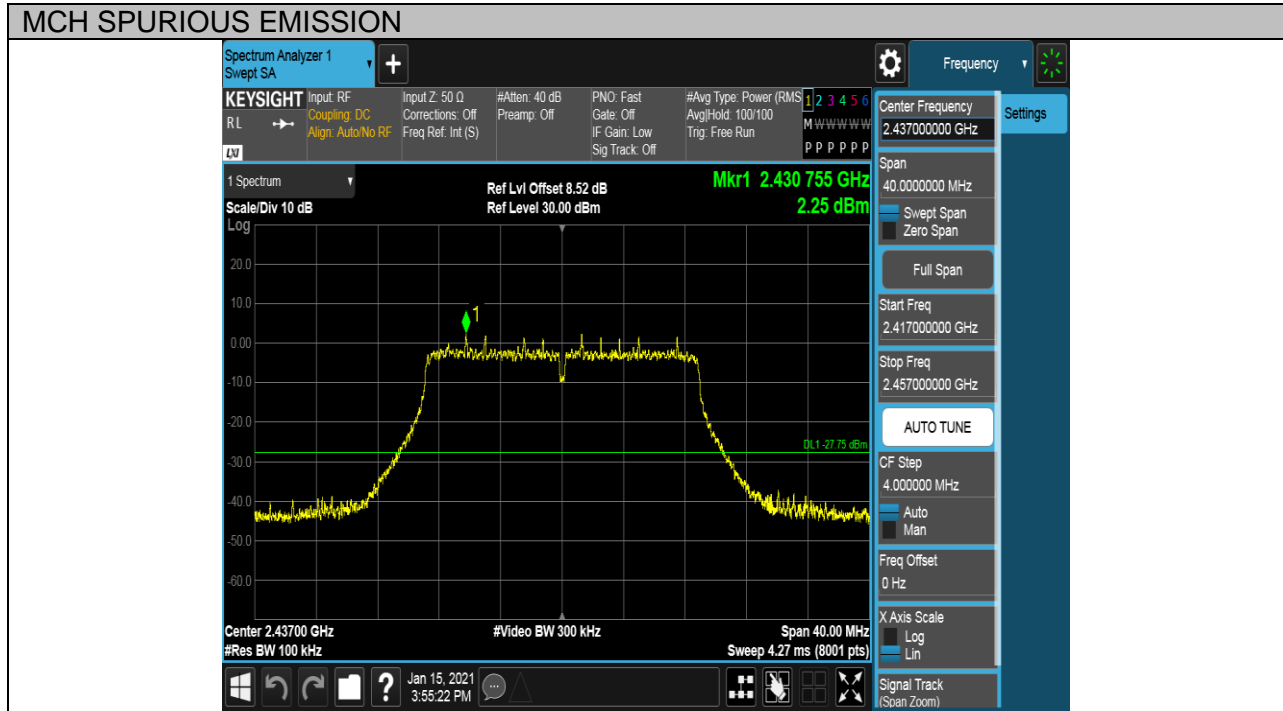 MCH SPURIOUS EMISSION
Spectrum Analyzer 1
Swept SA
+
Frequency
KEYSIGHT
RL
LXI
Input: RF
Coupling: DC
Align: Auto/No RF
Input Z: 50 Ω
Corrections: Off
Freq Ref: Int (S)
#Atten: 40 dB
Preamp: Off
PNO: Fast
Gate: Off
IF Gain: Low
Sig Track: Off
#Avg Type: Power (RMS
Avg|Hold: 100/100
Trig: Free Run
1 2 3 4 5 6
M W W W W W
P P P P P P
Center Frequency
2.437000000 GHz
Settings
1 Spectrum
Scale/Div 10 dB
Ref Lvl Offset 8.52 dB
Ref Level 30.00 dBm
Mkr1 2.430 755 GHz
2.25 dBm
Span
40.0000000 MHz
Swept Span
Zero Span
Full Span
Start Freq
2.417000000 GHz
Stop Freq
2.457000000 GHz
AUTO TUNE
CF Step
4.000000 MHz
Auto
Man
Freq Offset
0 Hz
X Axis Scale
Log
Lin
Signal Track
(Span Zoom)
Log
20.0
10.0
0.00
-10.0
-20.0
-30.0
-40.0
-50.0
-60.0
1
DL1 -27.75 dBm
Center 2.43700 GHz
#Res BW 100 kHz
#Video BW 300 kHz
Span 40.00 MHz
Sweep 4.27 ms (8001 pts)
?
Jan 15, 2021
3:55:22 PM